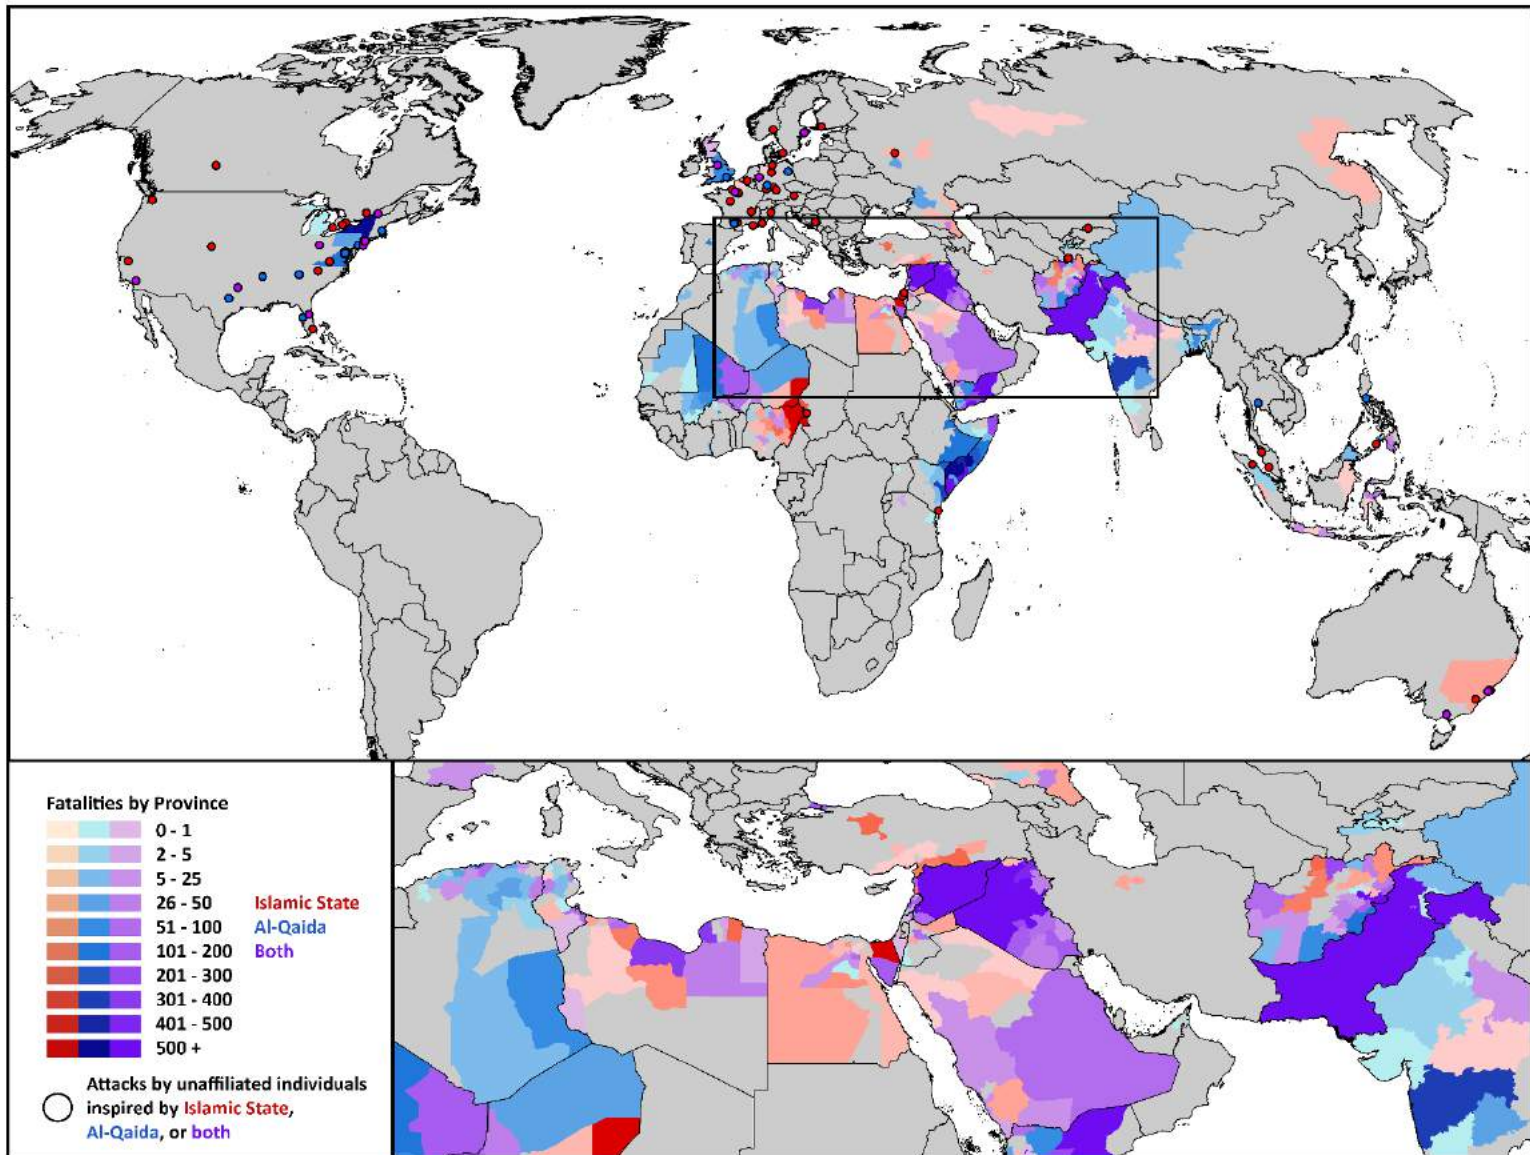 Fatalities by Province
0 - 1
2 - 5
5 - 25
26 - 50
51 - 100
101 - 200
201 - 300
301 - 400
401 - 500
500 +
Islamic State
Al-Qaida
Both
Attacks by unaffiliated individuals
inspired by Islamic State,
Al-Qaida, or both